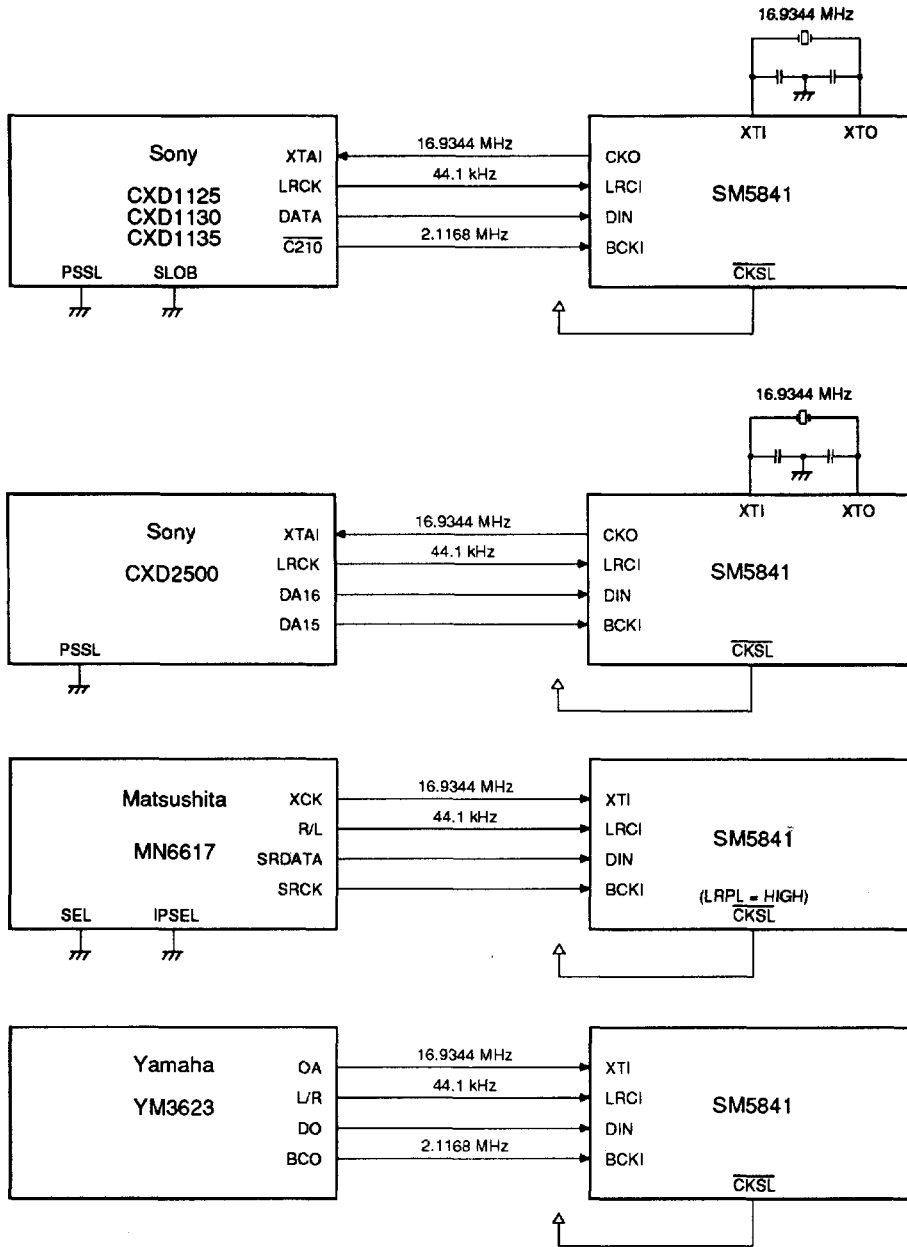 16.9344 MHz
XTI XTO
Sony
CXD1125
CXD1130
CXD1135
XTAI
LRCK
DATA
C210
PSSL SLOB
16.9344 MHz
44.1 kHz
2.1168 MHz
CKO
LRCI
DIN
BCKI
SM5841
CKSL
16.9344 MHz
XTI XTO
Sony
CXD2500
XTAI
LRCK
DA16
DA15
PSSL
16.9344 MHz
44.1 kHz
CKO
LRCI
DIN
BCKI
SM5841
CKSL
Matsushita
MN6617
XCK
R/L
SRDATA
SRCK
SEL IPSEL
16.9344 MHz
44.1 kHz
XTI
LRCI
DIN
BCKI
SM5841
(LRPL = HIGH)
CKSL
Yamaha
YM3623
OA
L/R
DO
BCO
16.9344 MHz
44.1 kHz
2.1168 MHz
XTI
LRCI
DIN
BCKI
SM5841
CKSL